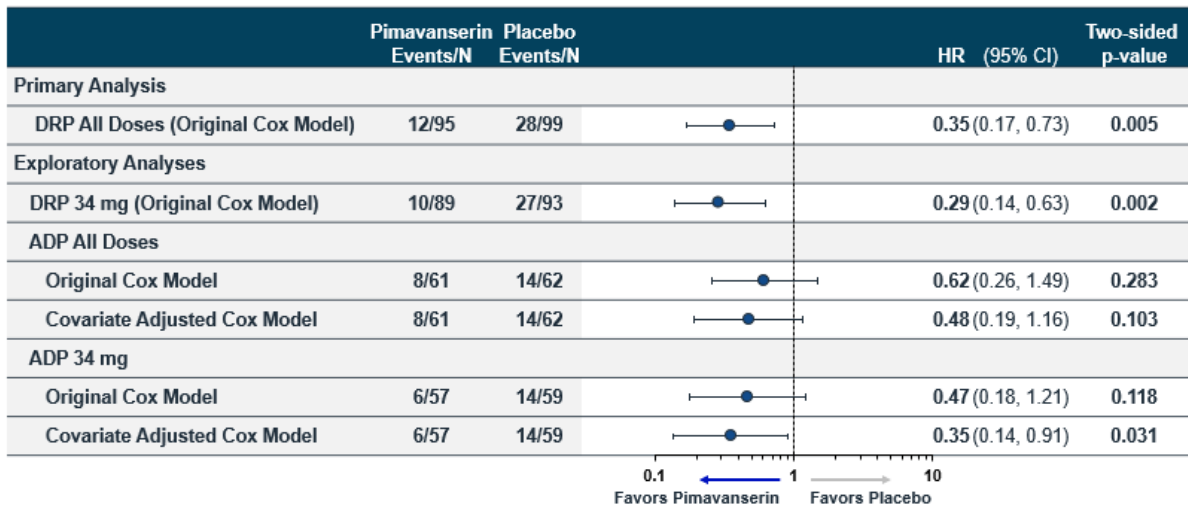 Pimavanserin Placebo Two-sided
Events/N Events/N HR (95% CI) p-value
Primary Analysis
DRP All Doses (Original Cox Model) 12/95 28/99 0.35 (0.17, 0.73) 0.005
Exploratory Analyses
DRP 34 mg (Original Cox Model) 10/89 27/93 0.29 (0.14, 0.63) 0.002
ADP All Doses
Original Cox Model 8/61 14/62 0.62 (0.26, 1.49) 0.283
Covariate Adjusted Cox Model 8/61 14/62 0.48 (0.19, 1.16) 0.103
ADP 34 mg
Original Cox Model 6/57 14/59 0.47 (0.18, 1.21) 0.118
Covariate Adjusted Cox Model 6/57 14/59 0.35 (0.14, 0.91) 0.031
0.1 1 10
Favors Pimavanserin Favors Placebo